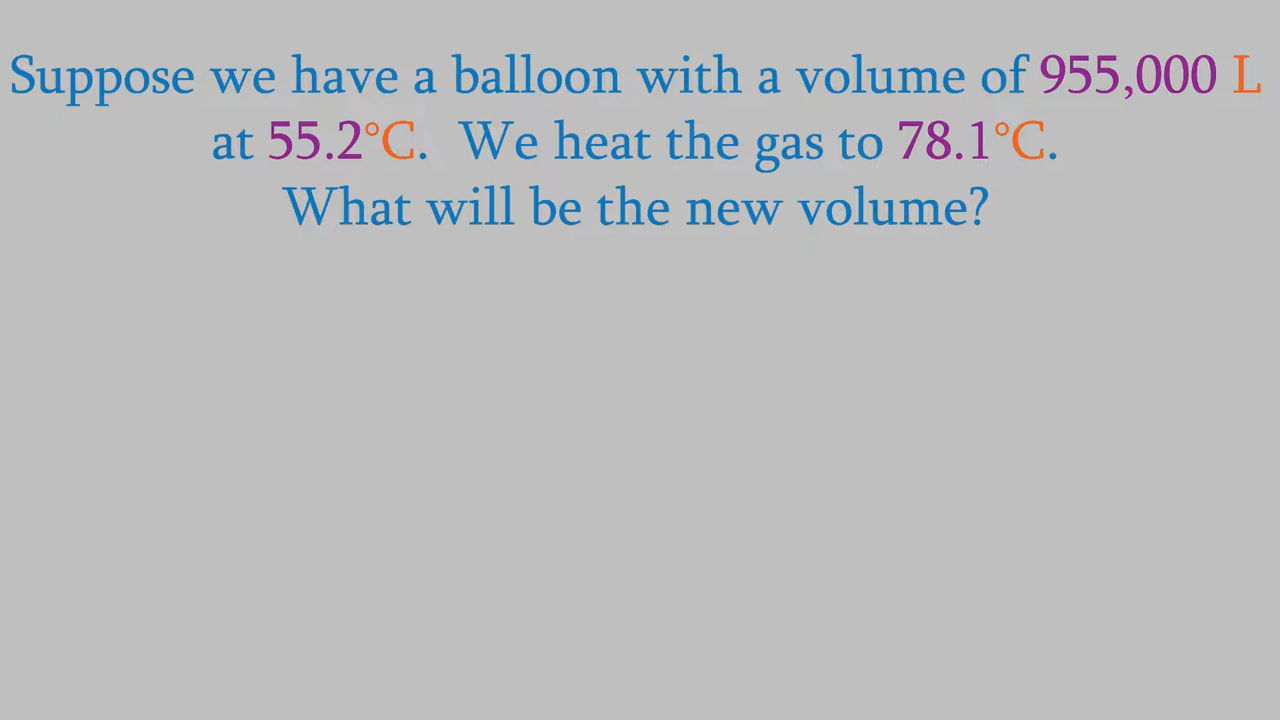 Suppose we have a balloon with a volume of 955,000 L
at 55.2°C. We heat the gas to 78.1°C.
What will be the new volume?